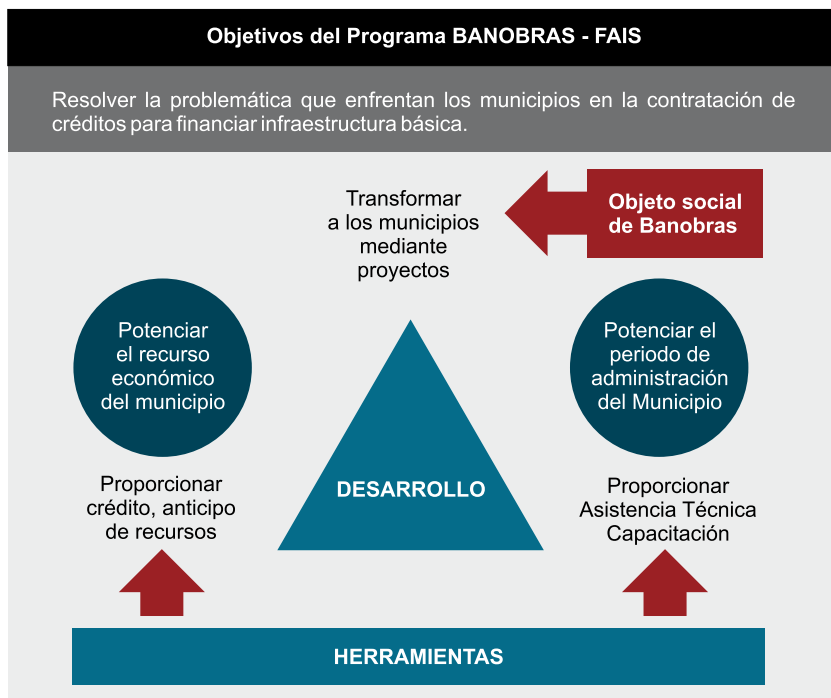 Objetivos del Programa BANOBRAS - FAIS
Resolver la problemática que enfrentan los municipios en la contratación de
créditos para financiar infraestructura básica.
Transformar
a los municipios
mediante
proyectos
Objeto social
de Banobras
Potenciar
el recurso
económico
del municipio
Potenciar el
periodo de
administración
del Municipio
DESARROLLO
Proporcionar
crédito, anticipo
de recursos
Proporcionar
Asistencia Técnica
Capacitación
HERRAMIENTAS